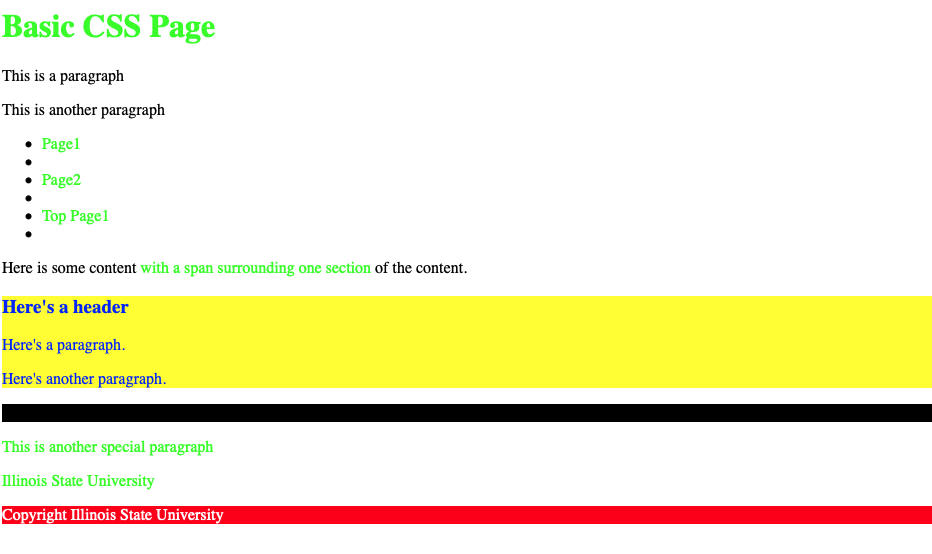 Basic CSS Page
This is a paragraph
This is another paragraph
Page1
Page2
Top Page1
Here is some content with a span surrounding one section of the content.
Here's a header
Here's a paragraph.
Here's another paragraph.
This is another special paragraph
Illinois State University
Copyright Illinois State University